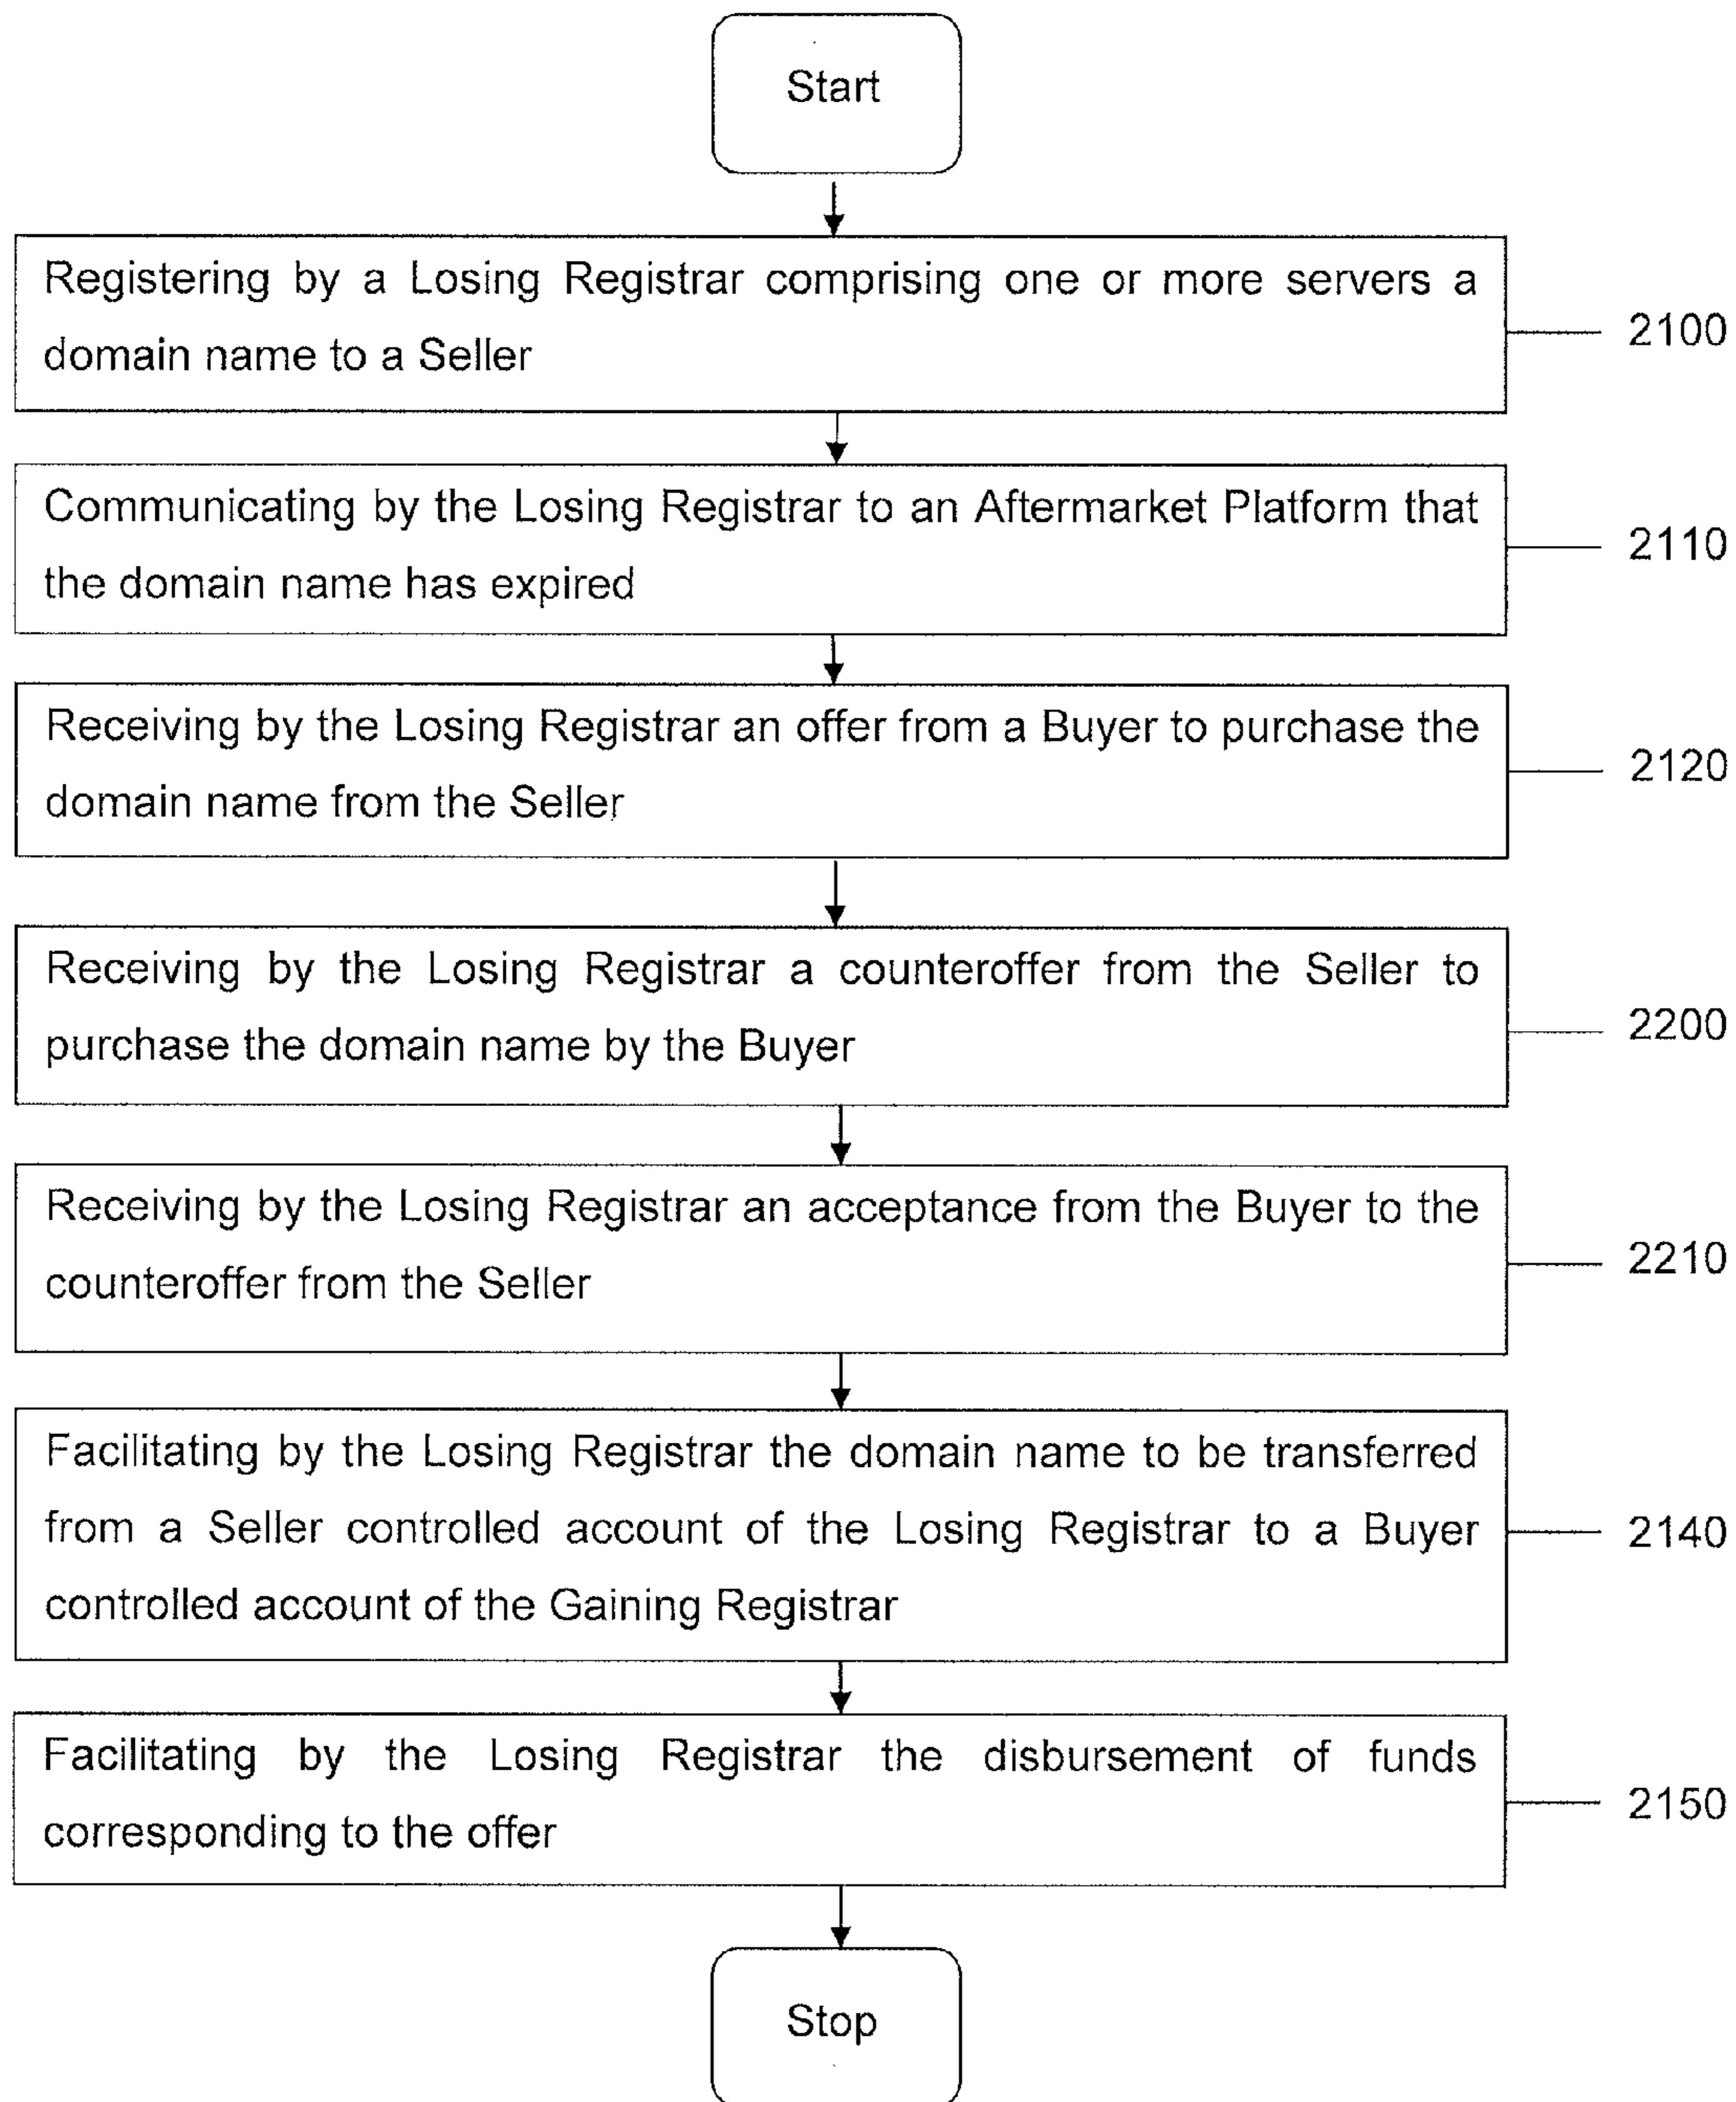 Start
Registering by a Losing Registrar comprising one or more servers a
domain name to a Seller
2100
Communicating by the Losing Registrar to an Aftermarket Platform that
the domain name has expired
2110
Receiving by the Losing Registrar an offer from a Buyer to purchase the
domain name from the Seller
2120
Receiving by the Losing Registrar a counteroffer from the Seller to
purchase the domain name by the Buyer
2200
Receiving by the Losing Registrar an acceptance from the Buyer to the
counteroffer from the Seller
2210
Facilitating by the Losing Registrar the domain name to be transferred
from a Seller controlled account of the Losing Registrar to a Buyer
controlled account of the Gaining Registrar
2140
Facilitating by the Losing Registrar the disbursement of funds
corresponding to the offer
2150
Stop